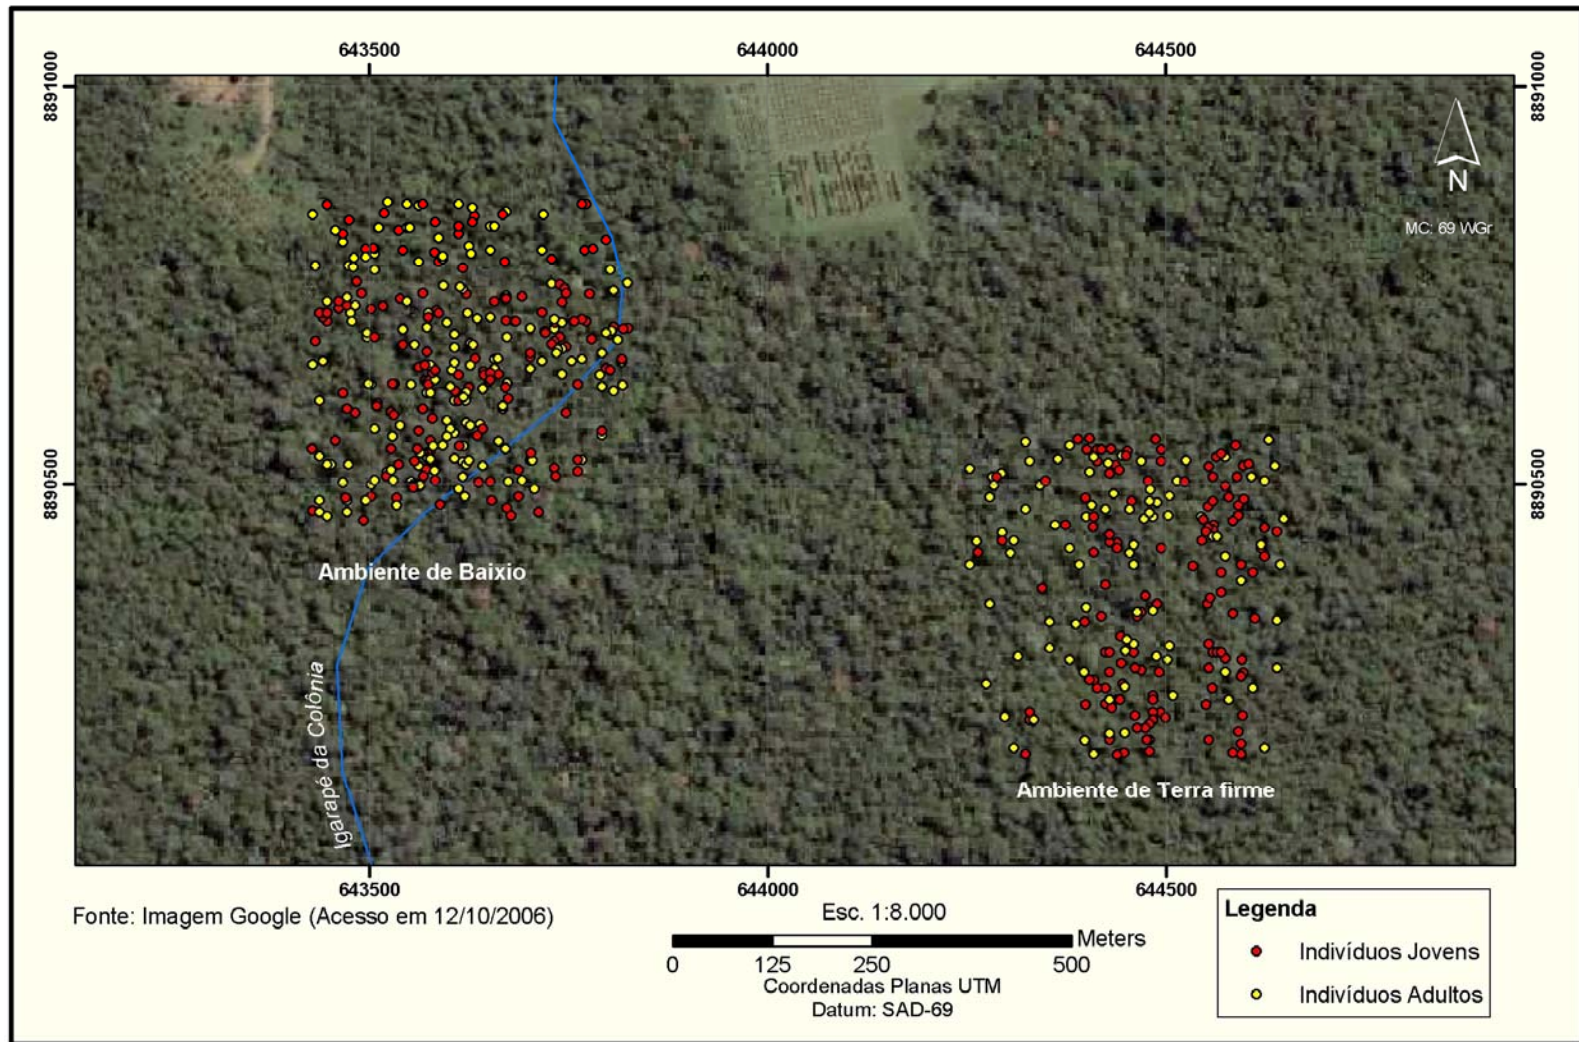 643500 644000 644500
8891000 8891000
N
MC: 69 WGr
8890500 8890500
Ambiente de Baixio
Igarapé da Colônia
Ambiente de Terra firme
643500 644000 644500
Fonte: Imagem Google (Acesso em 12/10/2006)
Esc. 1:8.000
Meters
0 125 250 500
Coordenadas Planas UTM
Datum: SAD-69
Legenda
Indivíduos Jovens
Indivíduos Adultos